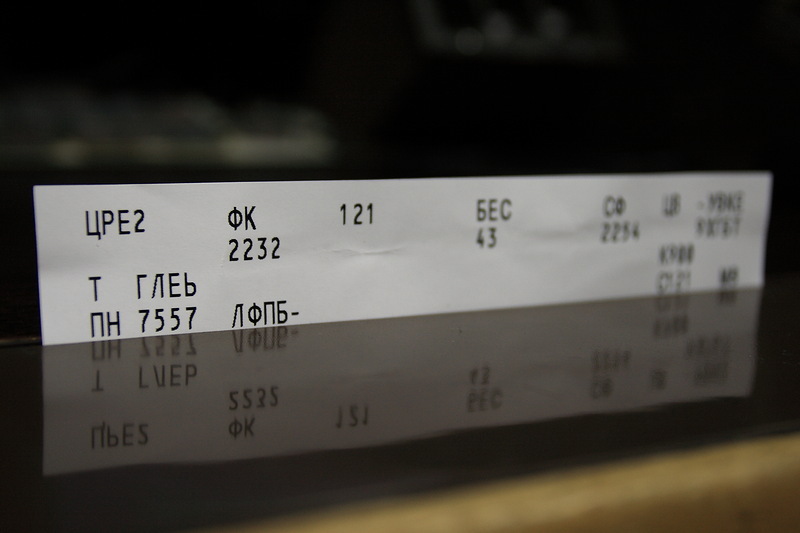 ЦРЕ2 ФК 121 БЕС СФ ЦВ
2232 43 2254
Т ГЛЕЬ
ПН 7557 ЛФПБ-